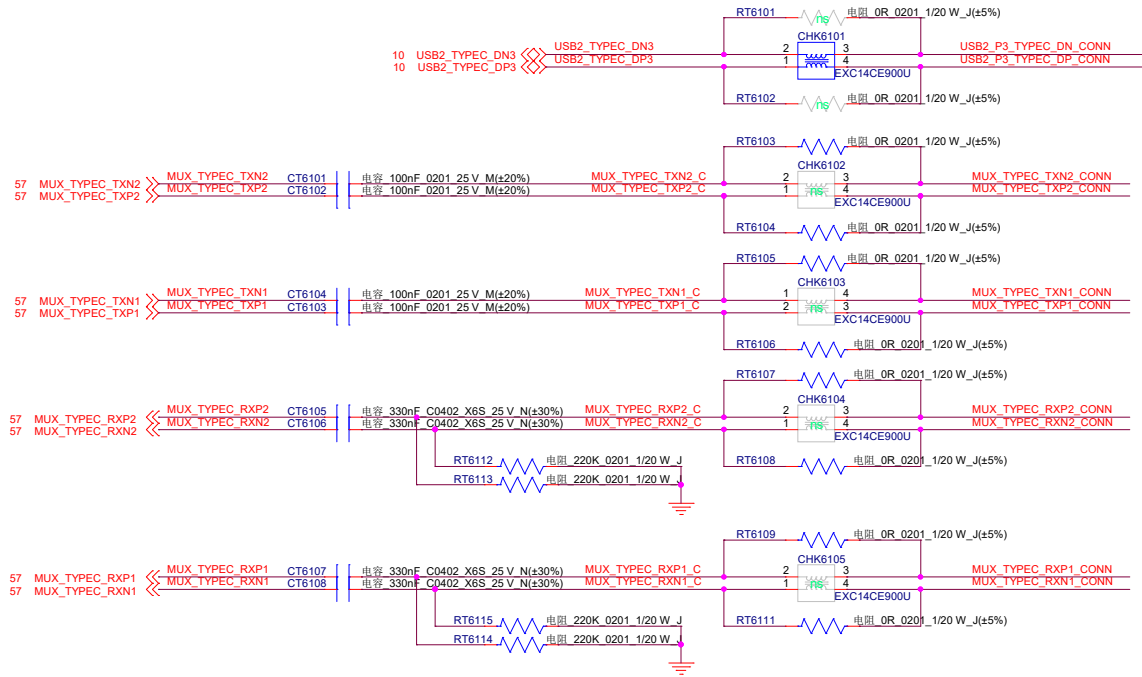 RT6101 ns 电阻_0R_0201_1/20 W_J(±5%)
CHK6101
10 USB2_TYPEC_DN3 USB2_TYPEC_DN3 2 3 USB2_P3_TYPEC_DN_CONN
10 USB2_TYPEC_DP3 USB2_TYPEC_DP3 1 4 USB2_P3_TYPEC_DP_CONN
EXC14CE900U
RT6102 ns 电阻_0R_0201_1/20 W_J(±5%)
RT6103 电阻_0R_0201_1/20 W_J(±5%)
CHK6102
57 MUX_TYPEC_TXN2 MUX_TYPEC_TXN2 CT6101 电容_100nF_0201_25 V_M(±20%) MUX_TYPEC_TXN2_C 2 3 MUX_TYPEC_TXN2_CONN
57 MUX_TYPEC_TXP2 MUX_TYPEC_TXP2 CT6102 电容_100nF_0201_25 V_M(±20%) MUX_TYPEC_TXP2_C 1 ns 4 MUX_TYPEC_TXP2_CONN
EXC14CE900U
RT6104 电阻_0R_0201_1/20 W_J(±5%)
RT6105 电阻_0R_0201_1/20 W_J(±5%)
CHK6103
57 MUX_TYPEC_TXN1 MUX_TYPEC_TXN1 CT6104 电容_100nF_0201_25 V_M(±20%) MUX_TYPEC_TXN1_C 1 4 MUX_TYPEC_TXN1_CONN
57 MUX_TYPEC_TXP1 MUX_TYPEC_TXP1 CT6103 电容_100nF_0201_25 V_M(±20%) MUX_TYPEC_TXP1_C 2 ns 3 MUX_TYPEC_TXP1_CONN
EXC14CE900U
RT6106 电阻_0R_0201_1/20 W_J(±5%)
RT6107 电阻_0R_0201_1/20 W_J(±5%)
CHK6104
57 MUX_TYPEC_RXP2 MUX_TYPEC_RXP2 CT6105 电容_330nF_C0402_X6S_25 V_N(±30%) MUX_TYPEC_RXP2_C 2 3 MUX_TYPEC_RXP2_CONN
57 MUX_TYPEC_RXN2 MUX_TYPEC_RXN2 CT6106 电容_330nF_C0402_X6S_25 V_N(±30%) MUX_TYPEC_RXN2_C 1 ns 4 MUX_TYPEC_RXN2_CONN
EXC14CE900U
RT6112 电阻_220K_0201_1/20 W_J RT6108 电阻_0R_0201_1/20 W_J(±5%)
RT6113 电阻_220K_0201_1/20 W_J
RT6109 电阻_0R_0201_1/20 W_J(±5%)
CHK6105
57 MUX_TYPEC_RXP1 MUX_TYPEC_RXP1 CT6107 电容_330nF_C0402_X6S_25 V_N(±30%) MUX_TYPEC_RXP1_C 2 3 MUX_TYPEC_RXP1_CONN
57 MUX_TYPEC_RXN1 MUX_TYPEC_RXN1 CT6108 电容_330nF_C0402_X6S_25 V_N(±30%) MUX_TYPEC_RXN1_C 1 ns 4 MUX_TYPEC_RXN1_CONN
EXC14CE900U
RT6115 电阻_220K_0201_1/20 W_J RT6111 电阻_0R_0201_1/20 W_J(±5%)
RT6114 电阻_220K_0201_1/20 W_J